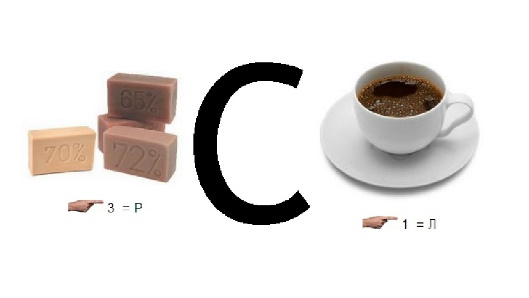 65%
70%
72%
3 = Р
С
1 = Л